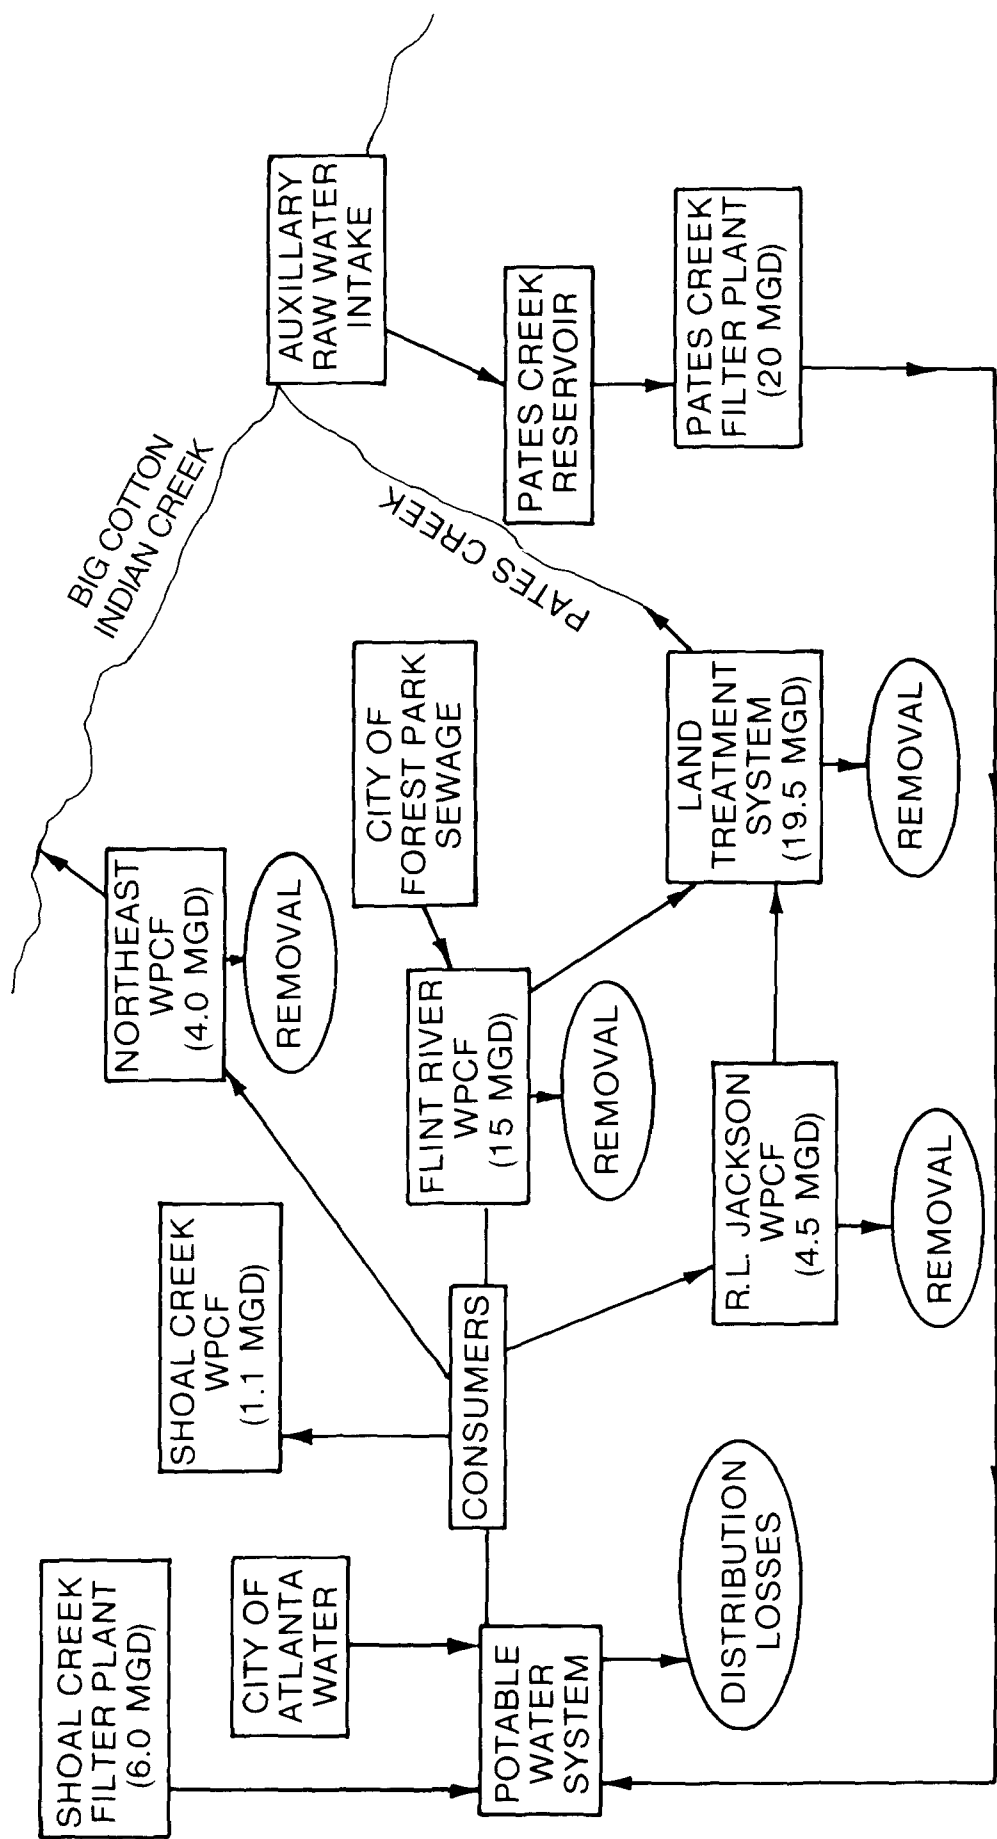 SHOAL CREEK
FILTER PLANT
(6.0 MGD)
CITY OF
ATLANTA
WATER
POTABLE
WATER
SYSTEM
DISTRIBUTION
LOSSES
SHOAL CREEK
WPCF
(1.1 MGD)
CONSUMERS
NORTHEAST
WPCF
(4.0 MGD)
REMOVAL
FLINT RIVER
WPCF
(15 MGD)
REMOVAL
R.L. JACKSON
WPCF
(4.5 MGD)
REMOVAL
CITY OF
FOREST PARK
SEWAGE
LAND
TREATMENT
SYSTEM
(19.5 MGD)
REMOVAL
BIG COTTON
INDIAN CREEK
PATES CREEK
AUXILLARY
RAW WATER
INTAKE
PATES CREEK
RESERVOIR
PATES CREEK
FILTER PLANT
(20 MGD)